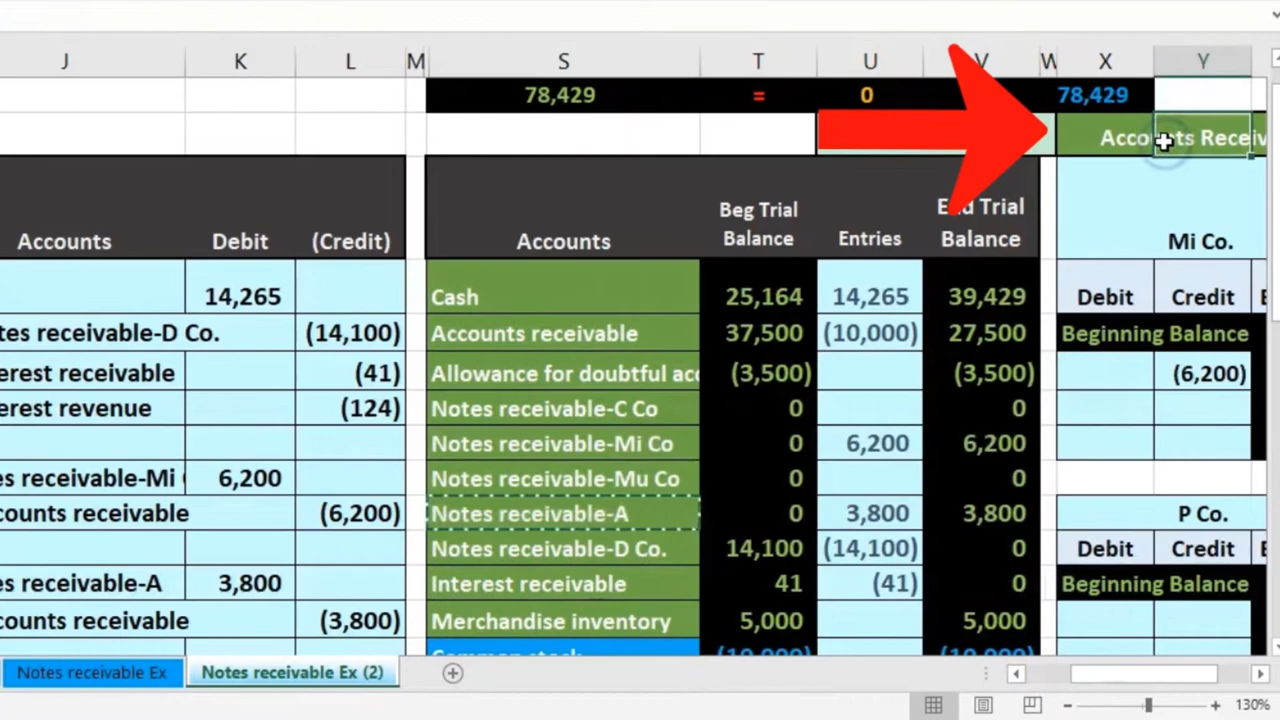 J K L M S T U V W X Y
78,429 = 0 78,429
Accounts Receiv
Accounts Debit (Credit) Accounts Beg Trial Balance Entries End Trial Balance Mi Co.
14,265 Cash 25,164 14,265 39,429 Debit Credit
tes receivable-D Co. (14,100) Accounts receivable 37,500 (10,000) 27,500 Beginning Balance
erest receivable (41) Allowance for doubtful acc (3,500) (3,500) (6,200)
erest revenue (124) Notes receivable-C Co 0 0
Notes receivable-Mi Co 0 6,200 6,200
es receivable-Mi 6,200 Notes receivable-Mu Co 0 0
counts receivable (6,200) Notes receivable-A 0 3,800 3,800 P Co.
Notes receivable-D Co. 14,100 (14,100) 0 Debit Credit
es receivable-A 3,800 Interest receivable 41 (41) 0 Beginning Balance
counts receivable (3,800) Merchandise inventory 5,000 5,000
Common stock (10,000) (10,000)
Notes receivable Ex Notes receivable Ex (2)
130%